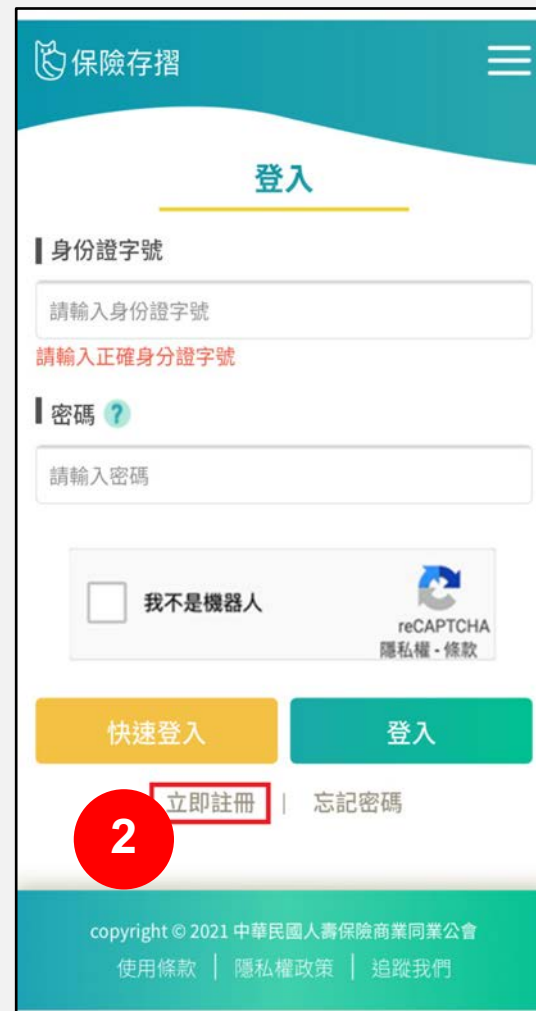 保險存摺
登入
身份證字號
請輸入身份證字號
請輸入正確身分證字號
密碼 ?
請輸入密碼
我不是機器人
reCAPTCHA
隱私權 - 條款
快速登入 登入
立即註冊 | 忘記密碼
2
copyright © 2021 中華民國人壽保險商業同業公會
使用條款 | 隱私權政策 | 追蹤我們